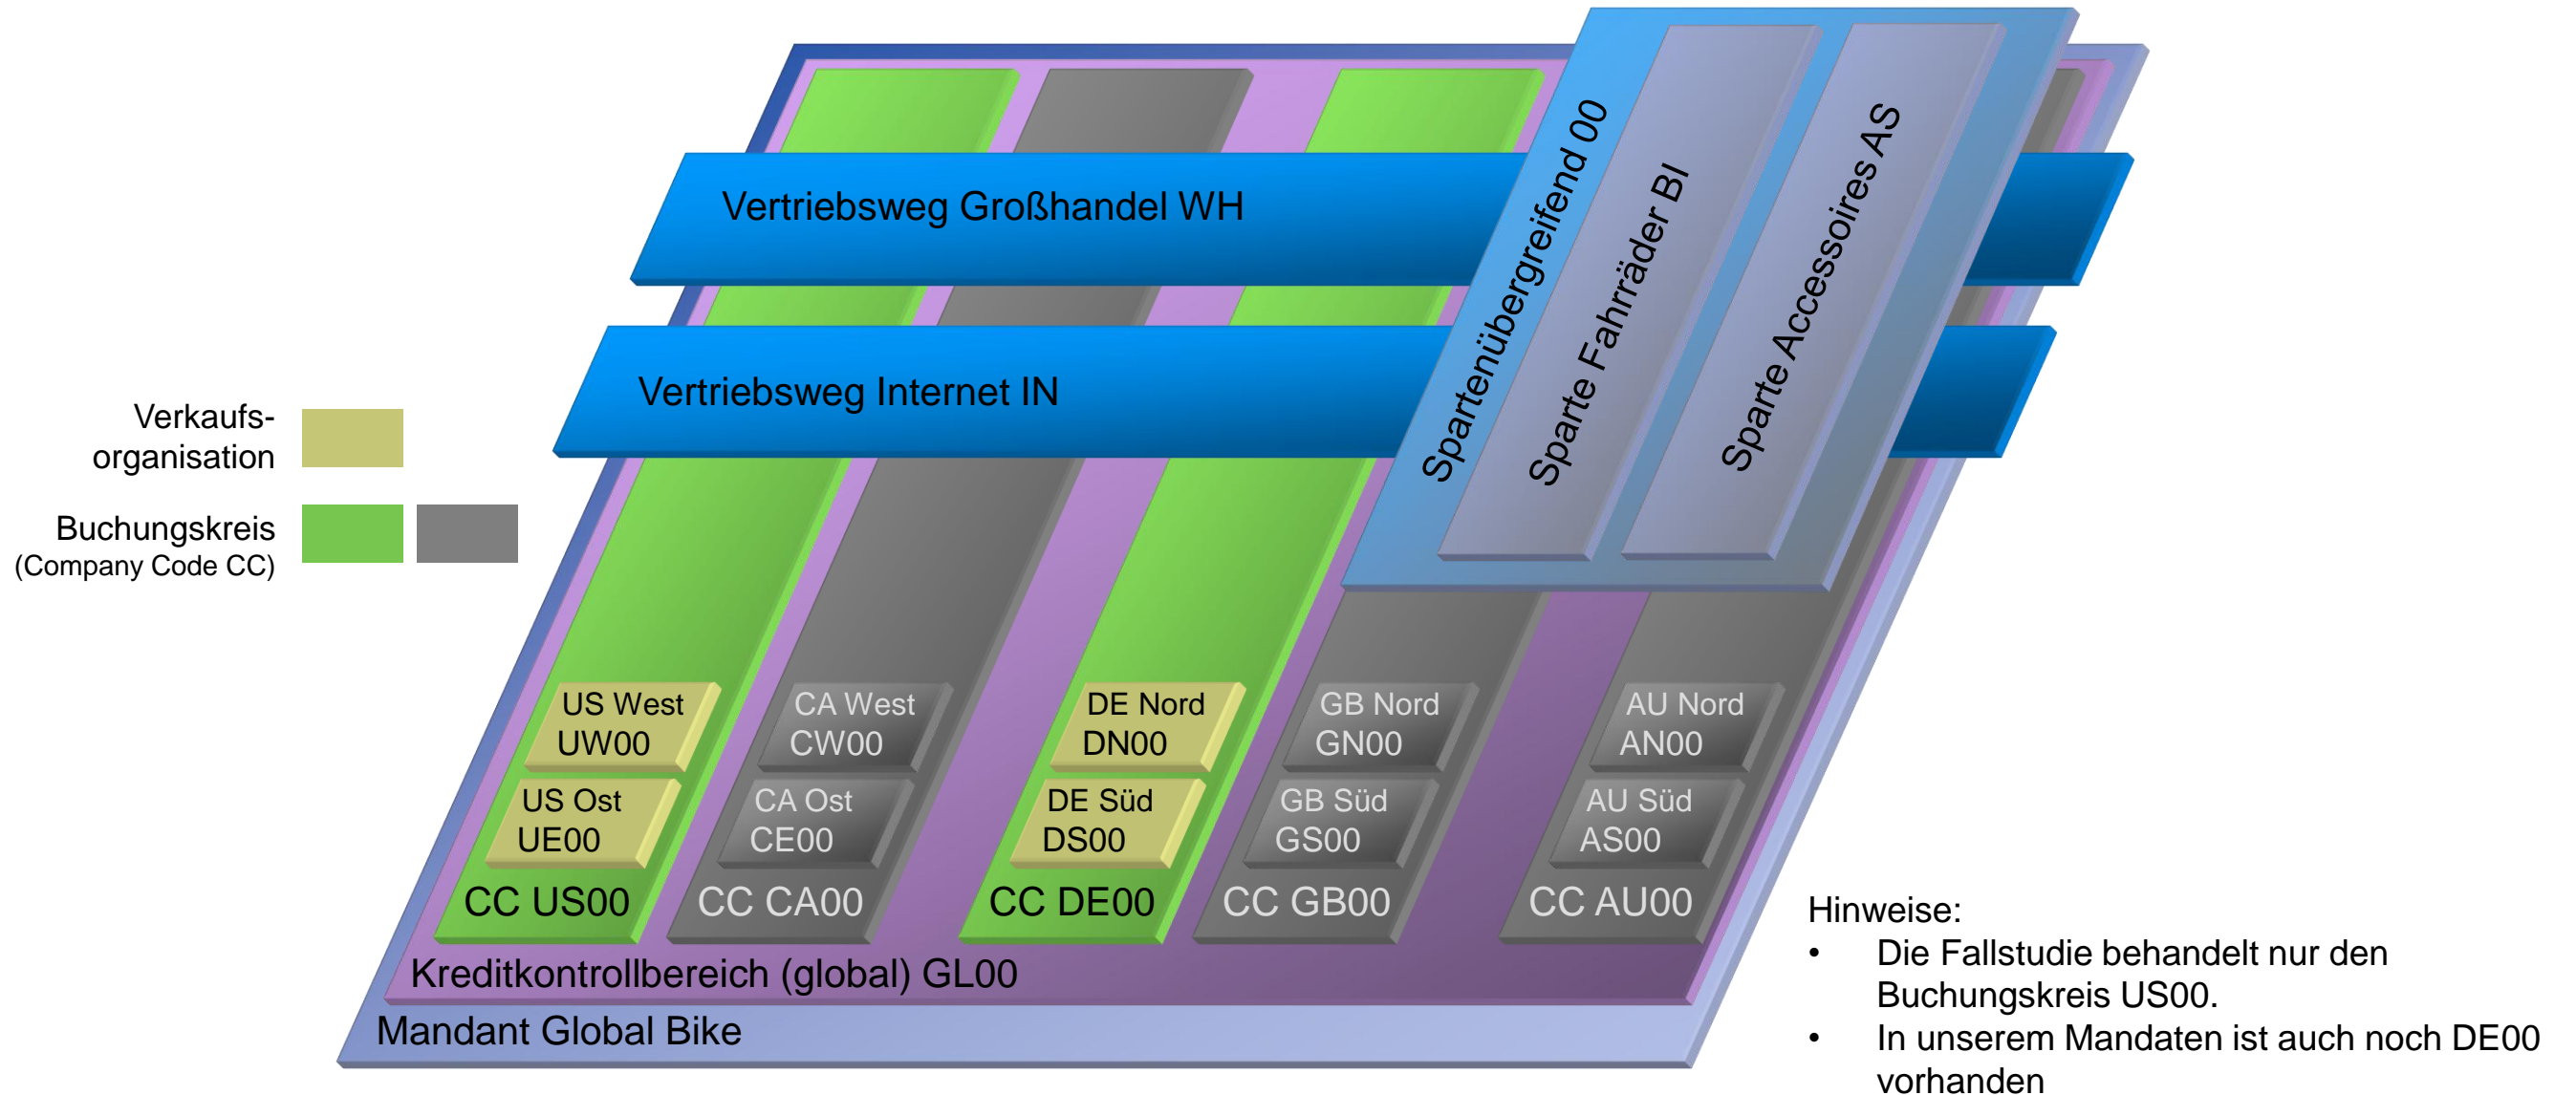 Vertriebsweg Großhandel WH
Vertriebsweg Internet IN
Spartenübergreifend 00
Sparte Fahrräder BI
Sparte Accessoires AS
Verkaufs-
organisation
Buchungskreis
(Company Code CC)
US West
UW00
US Ost
UE00
CC US00
CA West
CW00
CA Ost
CE00
CC CA00
DE Nord
DN00
DE Süd
DS00
CC DE00
GB Nord
GN00
GB Süd
GS00
CC GB00
AU Nord
AN00
AU Süd
AS00
CC AU00
Kreditkontrollbereich (global) GL00
Mandant Global Bike
Hinweise:
• Die Fallstudie behandelt nur den
Buchungskreis US00.
• In unserem Mandaten ist auch noch DE00
vorhanden